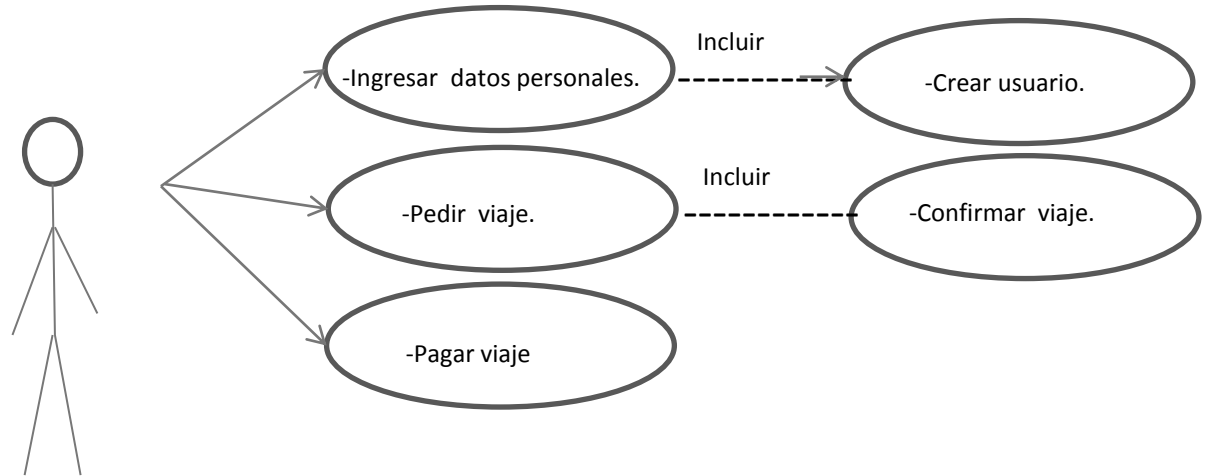 Incluir
-Ingresar datos personales.
-Crear usuario.
Incluir
-Pedir viaje.
-Confirmar viaje.
-Pagar viaje